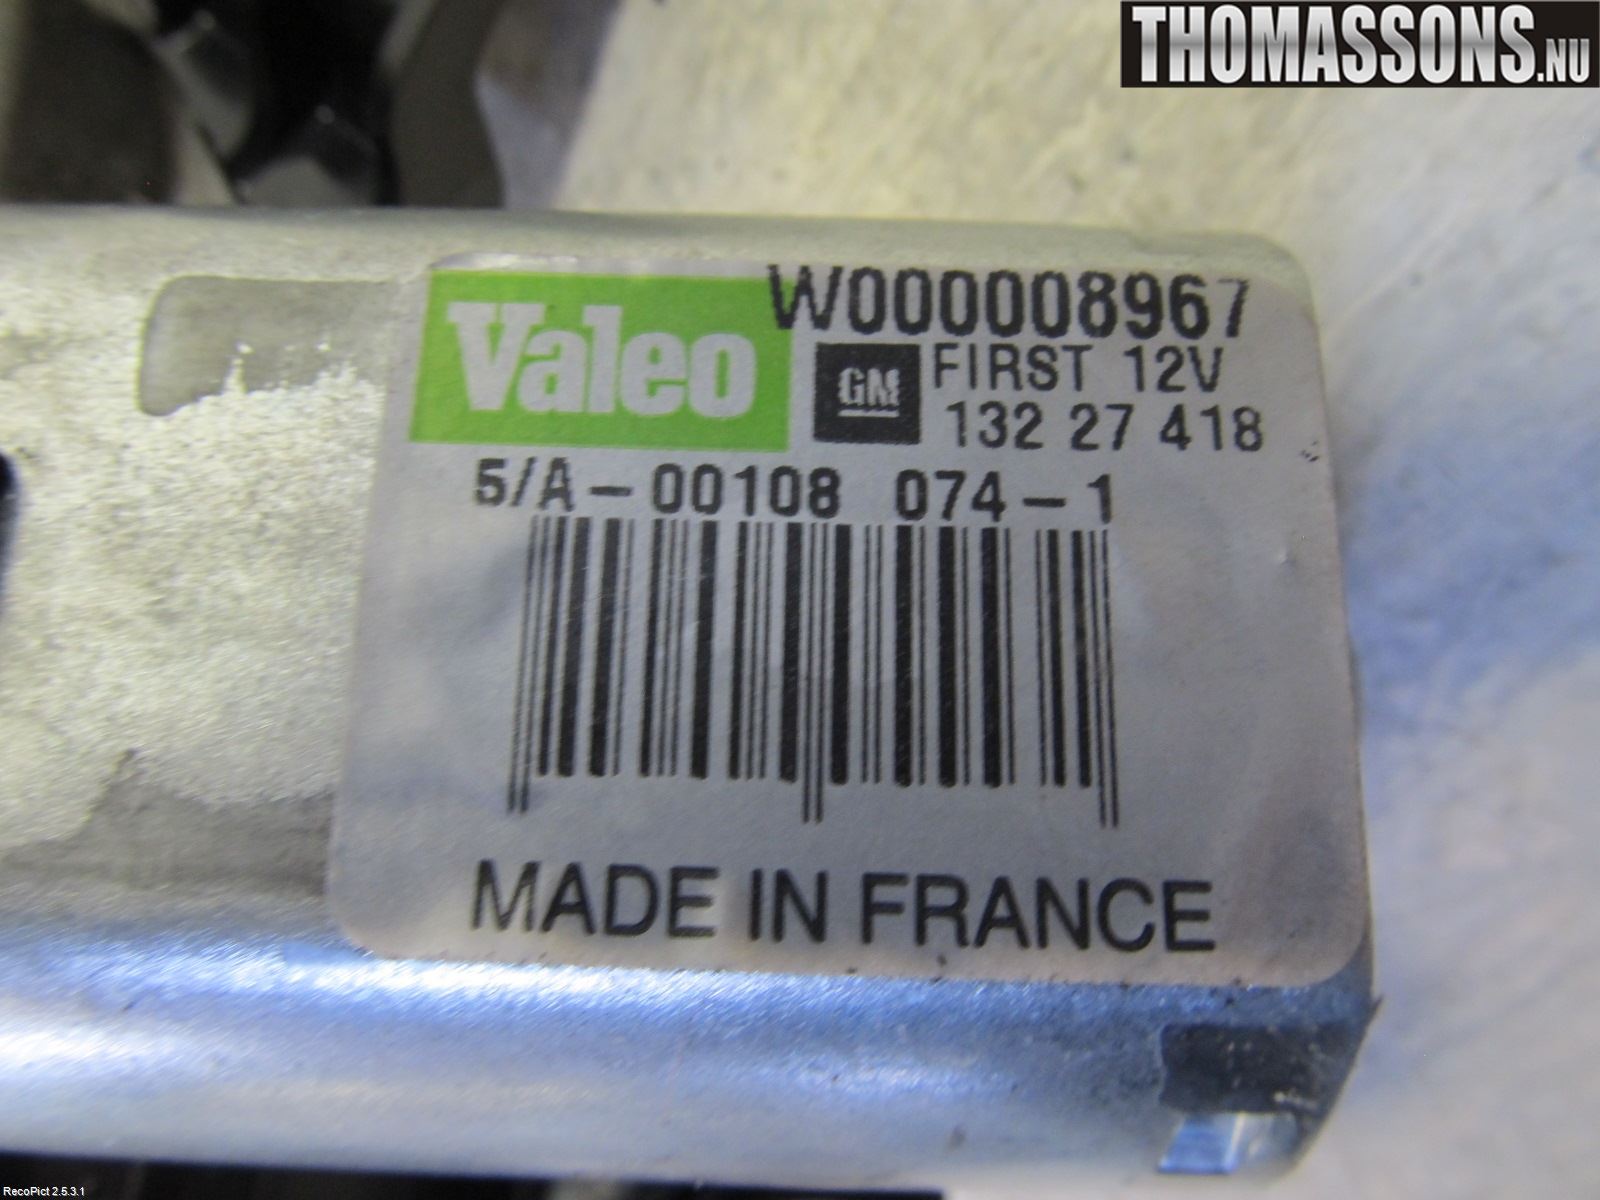 THOMASSONS.NU
Valeo
W000008967
GM
FIRST 12V
132 27 418
5/A-00108 074-1
MADE IN FRANCE
RecoPict 2.5.3.1